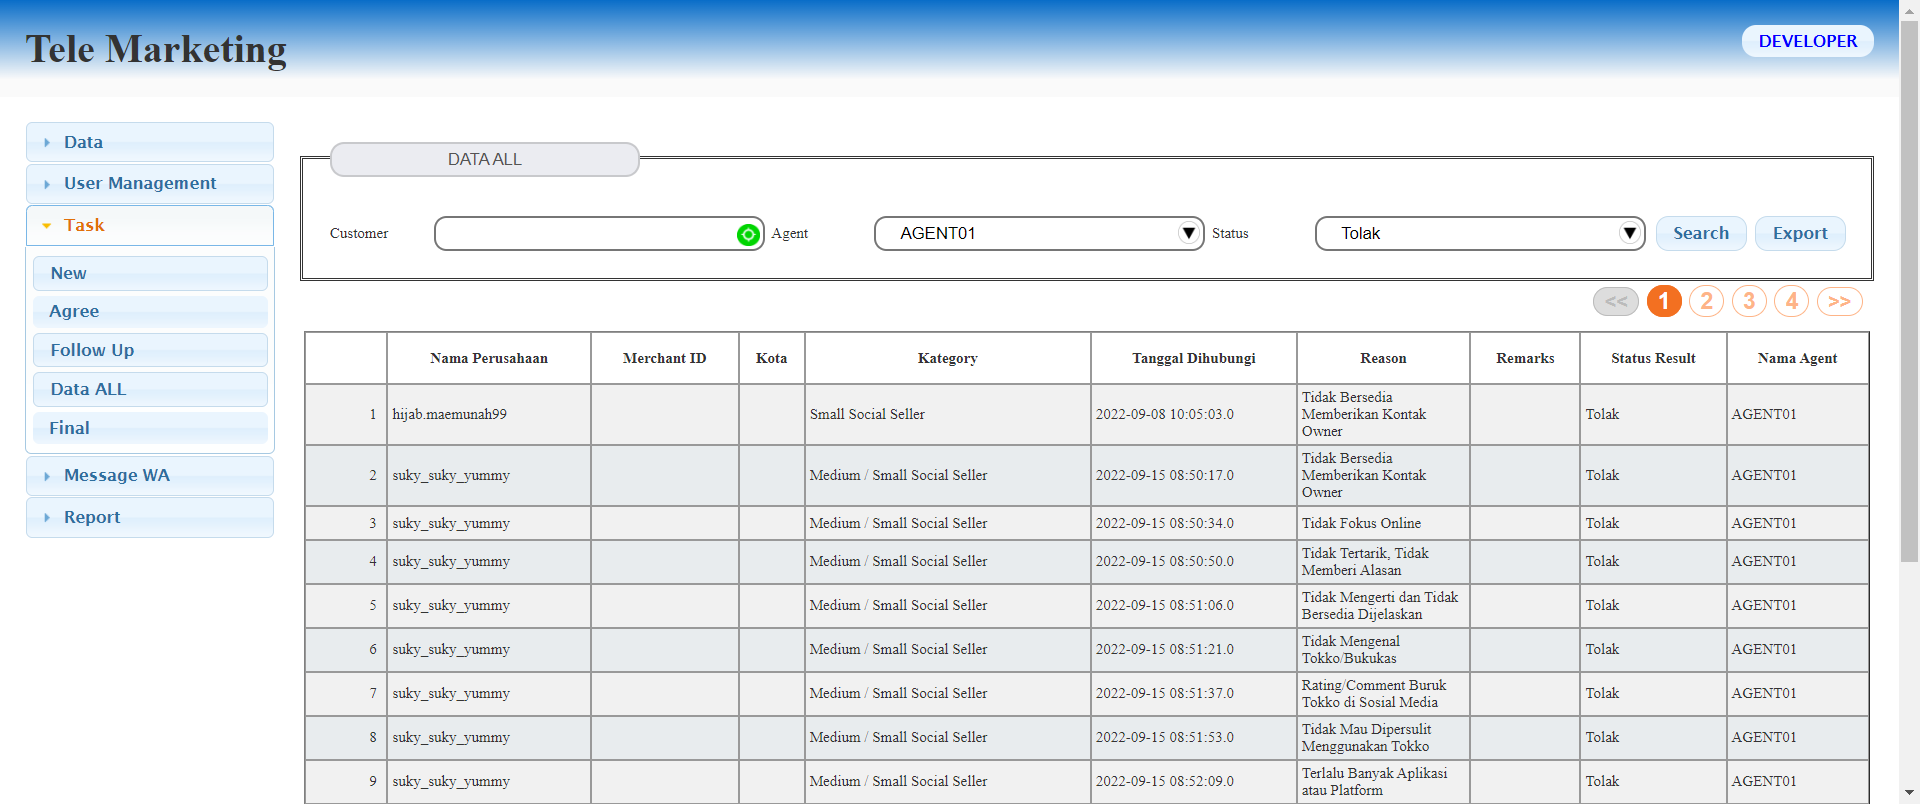 Tele Marketing
DEVELOPER
Data
User Management
Task
New
Agree
Follow Up
Data ALL
Final
Message WA
Report
DATA ALL
Customer Agent AGENT01 Status Tolak Search Export
<< 1 2 3 4 >>
Nama Perusahaan Merchant ID Kota Kategory Tanggal Dihubungi Reason Remarks Status Result Nama Agent
1 hijab.maemunah99 Small Social Seller 2022-09-08 10:05:03.0 Tidak Bersedia
Memberikan Kontak
Owner Tolak AGENT01
2 suky_suky_yummy Medium / Small Social Seller 2022-09-15 08:50:17.0 Tidak Bersedia
Memberikan Kontak
Owner Tolak AGENT01
3 suky_suky_yummy Medium / Small Social Seller 2022-09-15 08:50:34.0 Tidak Fokus Online Tolak AGENT01
4 suky_suky_yummy Medium / Small Social Seller 2022-09-15 08:50:50.0 Tidak Tertarik, Tidak
Memberi Alasan Tolak AGENT01
5 suky_suky_yummy Medium / Small Social Seller 2022-09-15 08:51:06.0 Tidak Mengerti dan Tidak
Bersedia Dijelaskan Tolak AGENT01
6 suky_suky_yummy Medium / Small Social Seller 2022-09-15 08:51:21.0 Tidak Mengenal
Tokko/Bukukas Tolak AGENT01
7 suky_suky_yummy Medium / Small Social Seller 2022-09-15 08:51:37.0 Rating/Comment Buruk
Tokko di Sosial Media Tolak AGENT01
8 suky_suky_yummy Medium / Small Social Seller 2022-09-15 08:51:53.0 Tidak Mau Dipersulit
Menggunakan Tokko Tolak AGENT01
9 suky_suky_yummy Medium / Small Social Seller 2022-09-15 08:52:09.0 Terlalu Banyak Aplikasi
atau Platform Tolak AGENT01